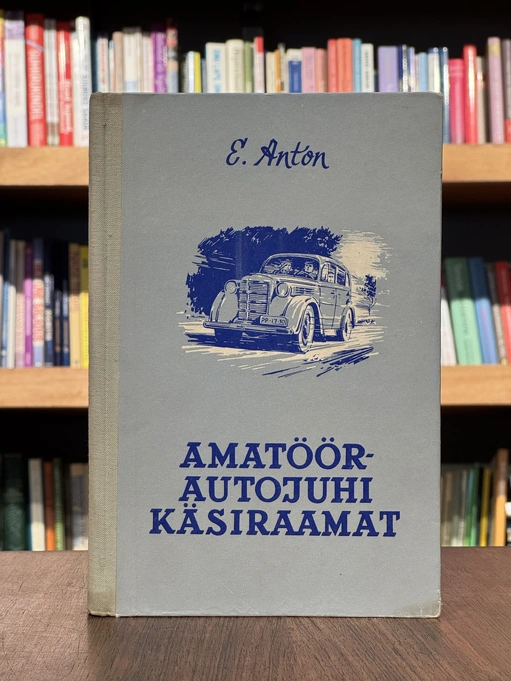 E. Anton
AMATÖÖR-
AUTOJUHI
KÄSIRAAMAT